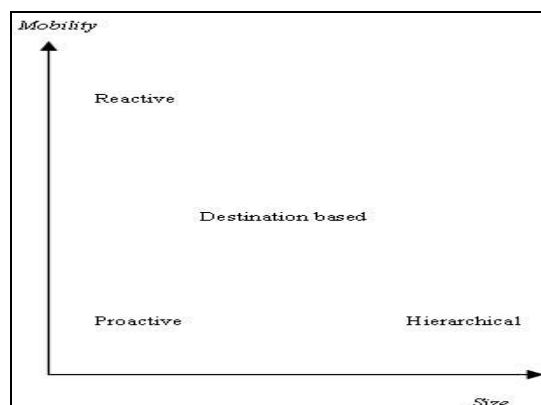 Mobility
Reactive
Destination based
Proactive Hierarchical
Size